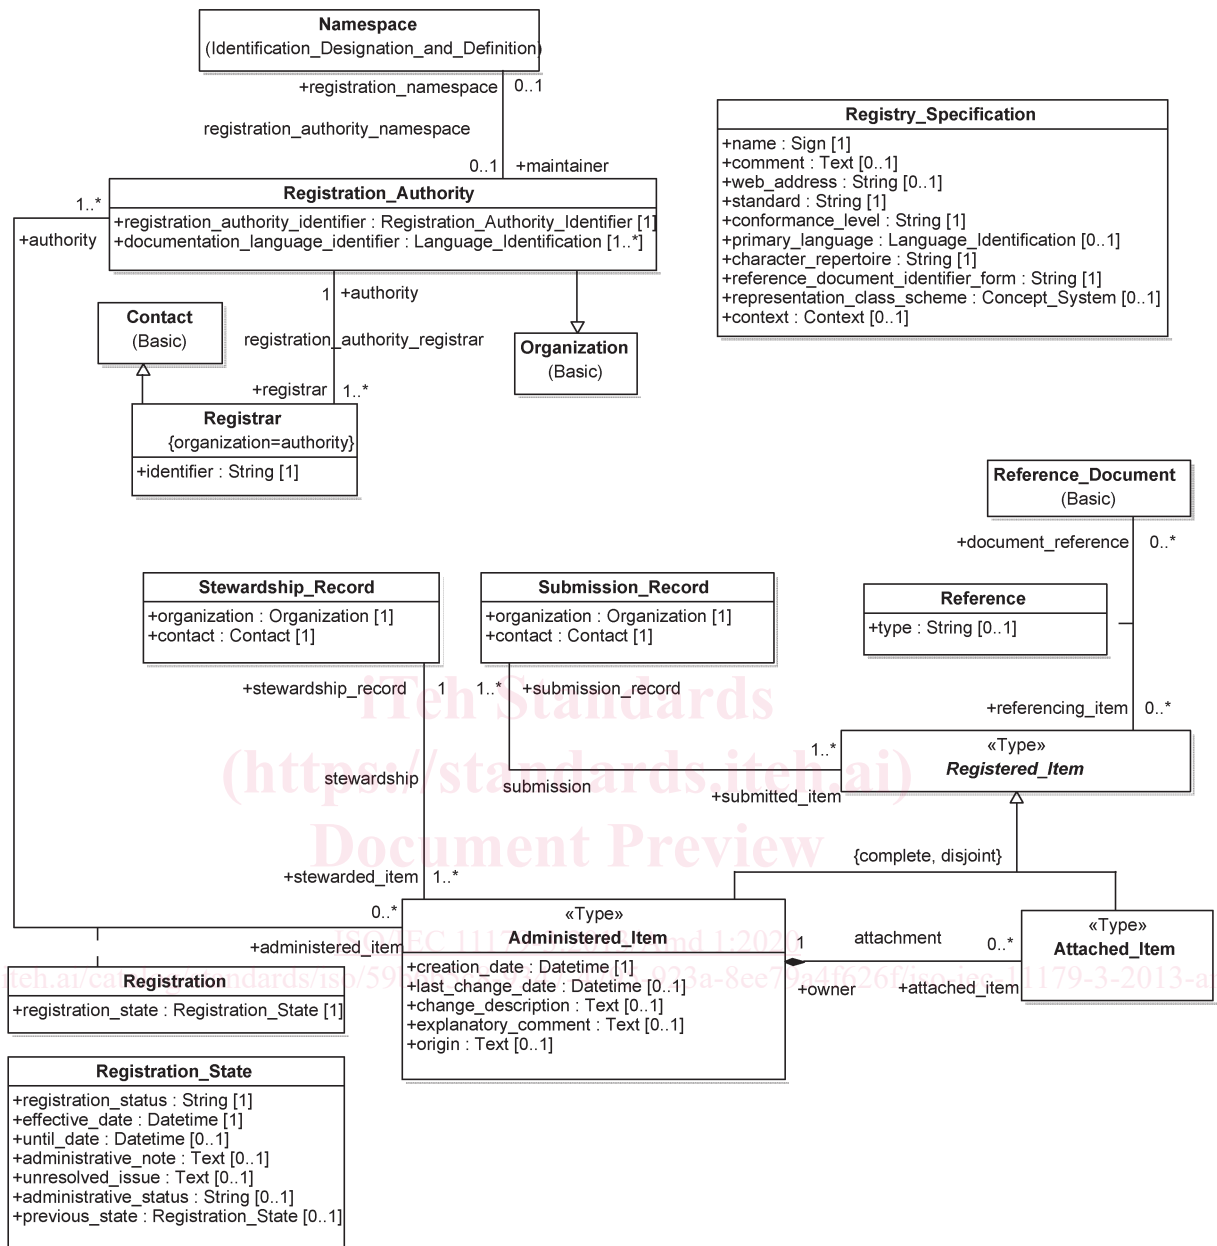 Namespace
(Identification_Designation_and_Definition)
+registration_namespace
0..1
registration_authority_namespace
0..1
+maintainer
Registration_Authority
+registration_authority_identifier : Registration_Authority_Identifier [1]
+documentation_language_identifier : Language_Identification [1..*]
1..*
+authority
Registry_Specification
+name : Sign [1]
+comment : Text [0..1]
+web_address : String [0..1]
+standard : String [1]
+conformance_level : String [1]
+primary_language : Language_Identification [0..1]
+character_repertoire : String [1]
+reference_document_identifier_form : String [1]
+representation_class_scheme : Concept_System [0..1]
+context : Context [0..1]
1
+authority
Contact
(Basic)
registration_authority_registrar
Organization
(Basic)
+registrar
1..*
Registrar
{organization=authority}
+identifier : String [1]
Reference_Document
(Basic)
+document_reference
0..*
Stewardship_Record
+organization : Organization [1]
+contact : Contact [1]
Submission_Record
+organization : Organization [1]
+contact : Contact [1]
Reference
+type : String [0..1]
+stewardship_record
1
1..*
+submission_record
+referencing_item
0..*
iTeh Standards
(https://standards.iteh.ai)
Document Preview
«Type»
Registered_Item
1..*
stewardship
submission
+submitted_item
{complete, disjoint}
+stewarded_item
1..*
0..*
+administered_item
«Type»
Administered_Item
+creation_date : Datetime [1]
+last_change_date : Datetime [0..1]
+change_description : Text [0..1]
+explanatory_comment : Text [0..1]
+origin : Text [0..1]
1
attachment
0..*
+owner
+attached_item
«Type»
Attached_Item
Registration
+registration_state : Registration_State [1]
Registration_State
+registration_status : String [1]
+effective_date : Datetime [1]
+until_date : Datetime [0..1]
+administrative_note : Text [0..1]
+unresolved_issue : Text [0..1]
+administrative_status : String [0..1]
+previous_state : Registration_State [0..1]